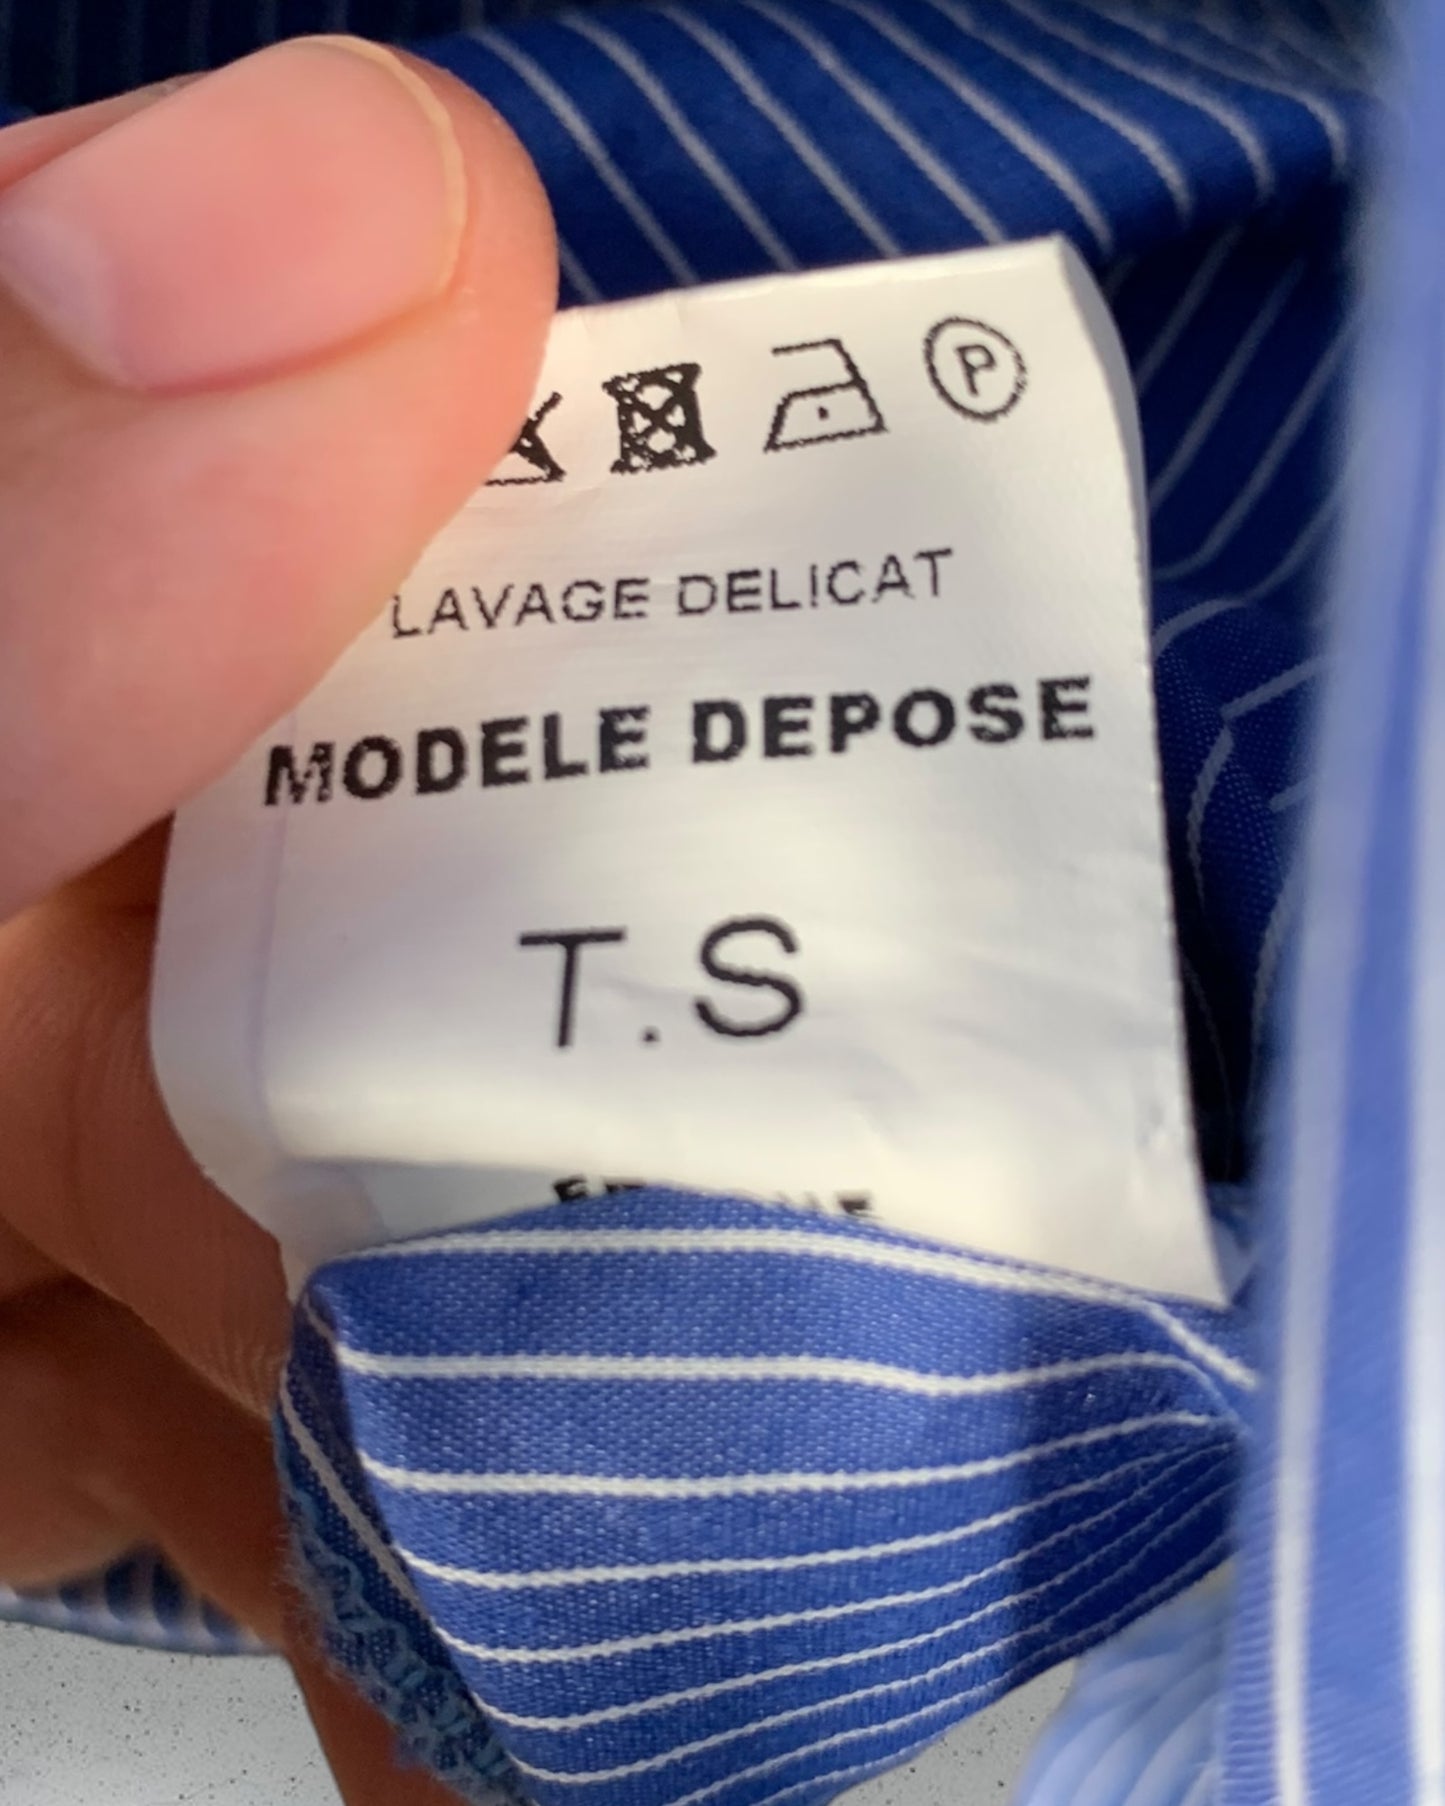 P
LAVAGE DELICAT
MODELE DEPOSE
T.S